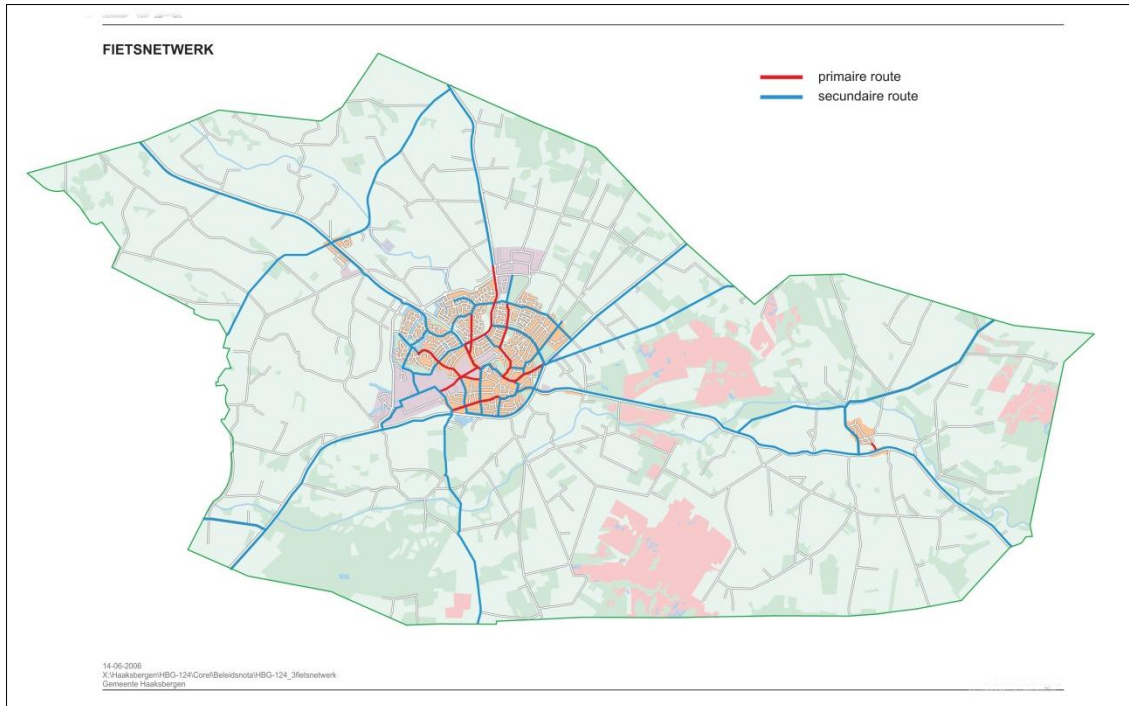 FIETSNETWERK
primaire route
secundaire route
14-06-2006
X:\Haaksbergen\HBG-124\Corel\Beleidsnota\HBG-124_3fietsnetwerk
Gemeente Haaksbergen